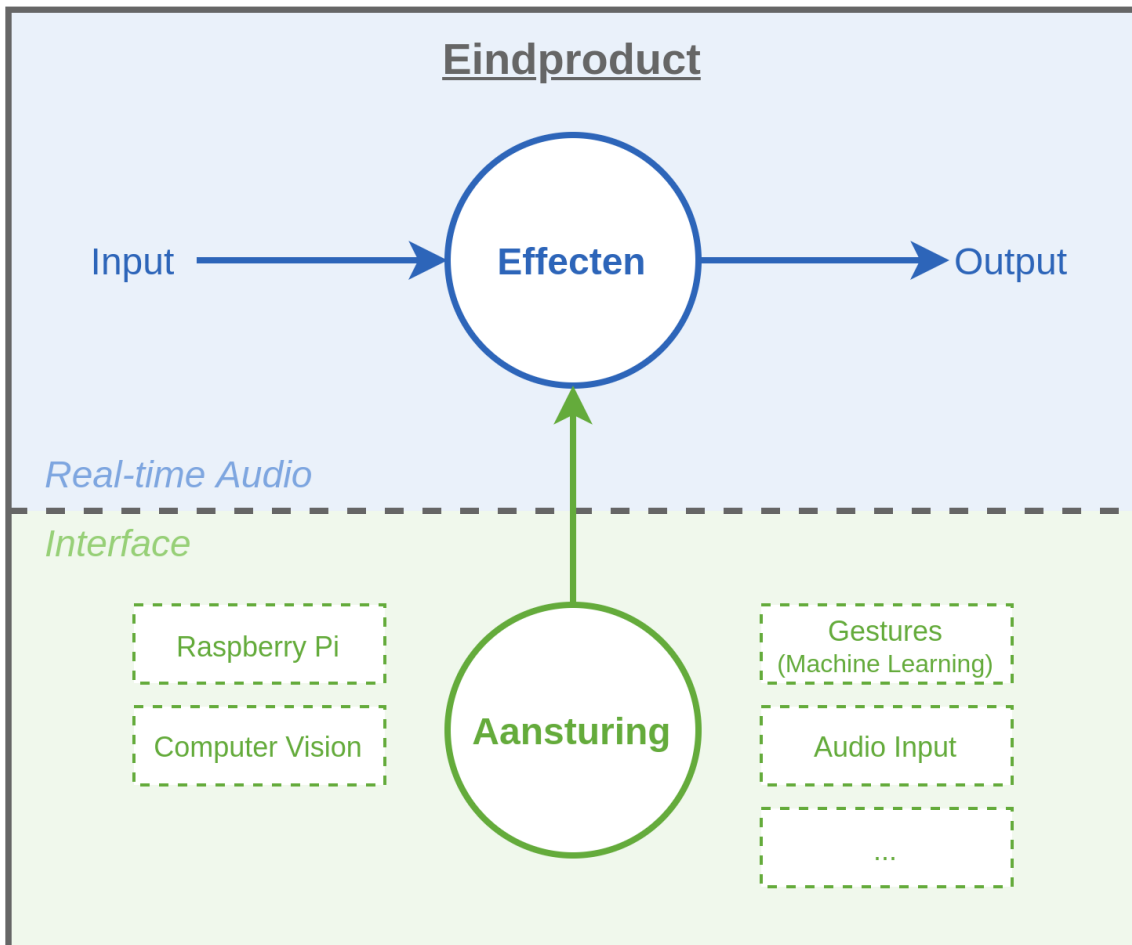 Eindproduct
Input
Effecten
Output
Real-time Audio
Interface
Raspberry Pi
Computer Vision
Aansturing
Gestures
(Machine Learning)
Audio Input
...